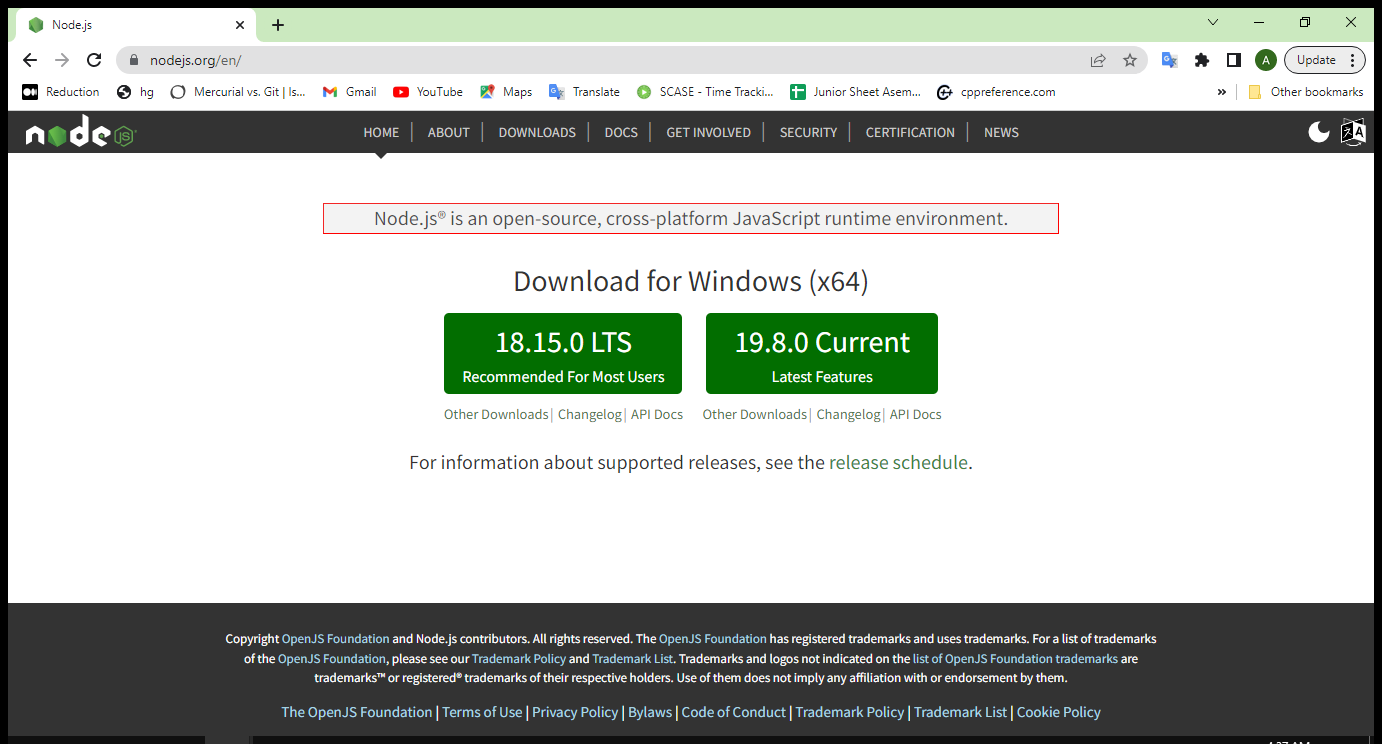 Node.js
nodejs.org/en/
A
Update
Reduction
hg
Mercurial vs. Git | Is...
Gmail
YouTube
Maps
Translate
SCASE - Time Tracki...
Junior Sheet Asem...
cppreference.com
»
Other bookmarks
node JS
HOME | ABOUT | DOWNLOADS | DOCS | GET INVOLVED | SECURITY | CERTIFICATION | NEWS
Node.js® is an open-source, cross-platform JavaScript runtime environment.
Download for Windows (x64)
18.15.0 LTS
Recommended For Most Users
19.8.0 Current
Latest Features
Other Downloads | Changelog | API Docs
Other Downloads | Changelog | API Docs
For information about supported releases, see the release schedule.
Copyright OpenJS Foundation and Node.js contributors. All rights reserved. The OpenJS Foundation has registered trademarks and uses trademarks. For a list of trademarks
of the OpenJS Foundation, please see our Trademark Policy and Trademark List. Trademarks and logos not indicated on the list of OpenJS Foundation trademarks are
trademarks™ or registered® trademarks of their respective holders. Use of them does not imply any affiliation with or endorsement by them.
The OpenJS Foundation | Terms of Use | Privacy Policy | Bylaws | Code of Conduct | Trademark Policy | Trademark List | Cookie Policy